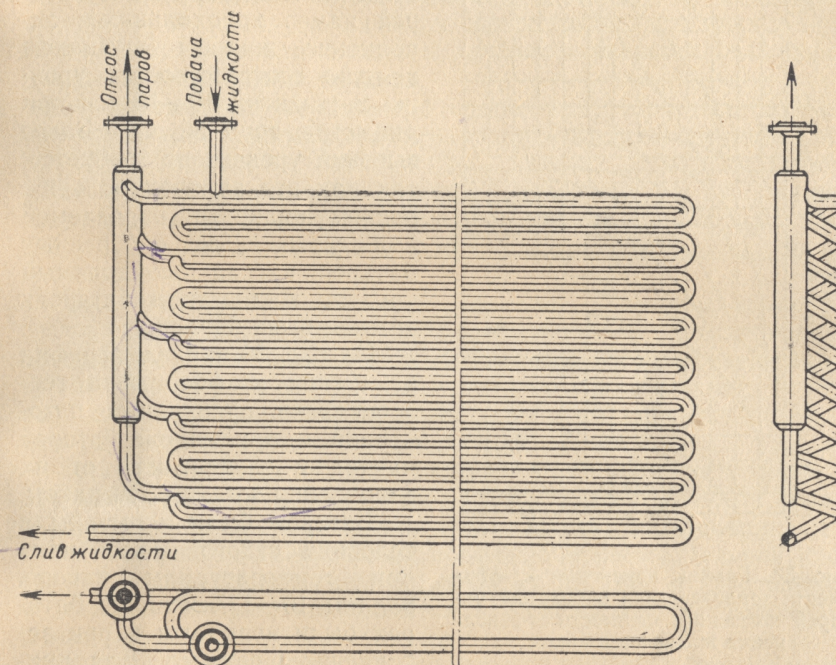 Отсос
паров
Подача
жидкости
Слив жидкости